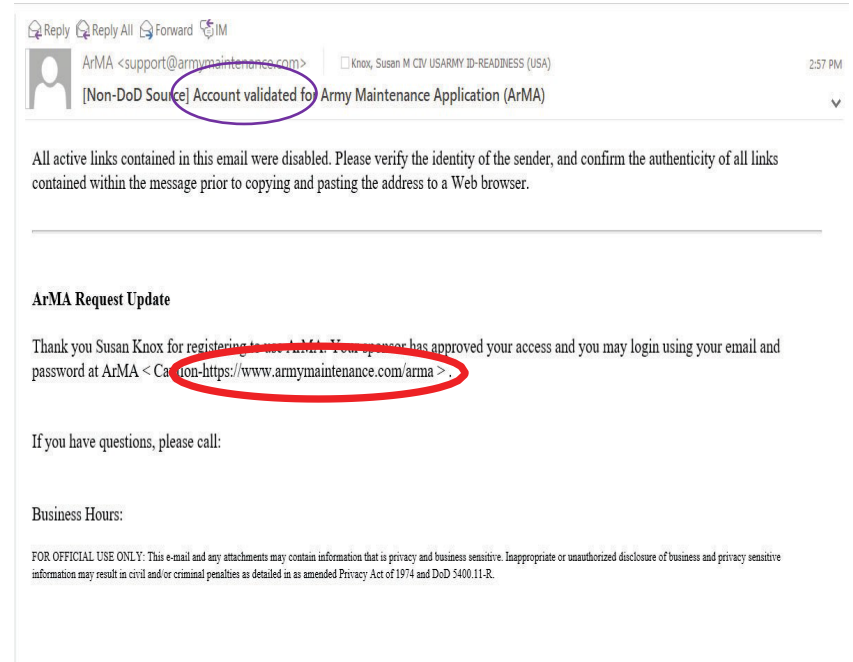 Reply Reply All Forward IM
ArMA <support@armymaintenance.com> Knox, Susan M CIV USARMY ID-READINESS (USA) 2:57 PM
[Non-DoD Source] Account validated for Army Maintenance Application (ArMA)
All active links contained in this email were disabled. Please verify the identity of the sender, and confirm the authenticity of all links
contained within the message prior to copying and pasting the address to a Web browser.
ArMA Request Update
Thank you Susan Knox for registering to use ArMA. Your sponsor has approved your access and you may login using your email and
password at ArMA < Caution-https://www.armymaintenance.com/arma > .
If you have questions, please call:
Business Hours:
FOR OFFICIAL USE ONLY: This e-mail and any attachments may contain information that is privacy and business sensitive. Inappropriate or unauthorized disclosure of business and privacy sensitive
information may result in civil and/or criminal penalties as detailed in as amended Privacy Act of 1974 and DoD 5400.11-R.